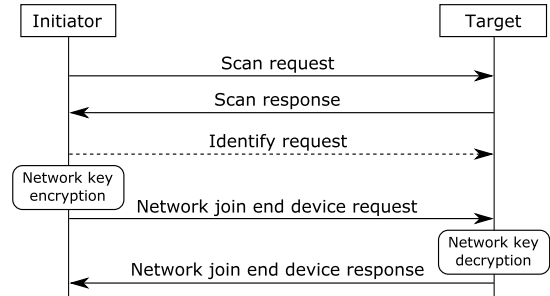 Initiator
Target
Scan request
Scan response
Identify request
Network key
encryption
Network join end device request
Network key
decryption
Network join end device response